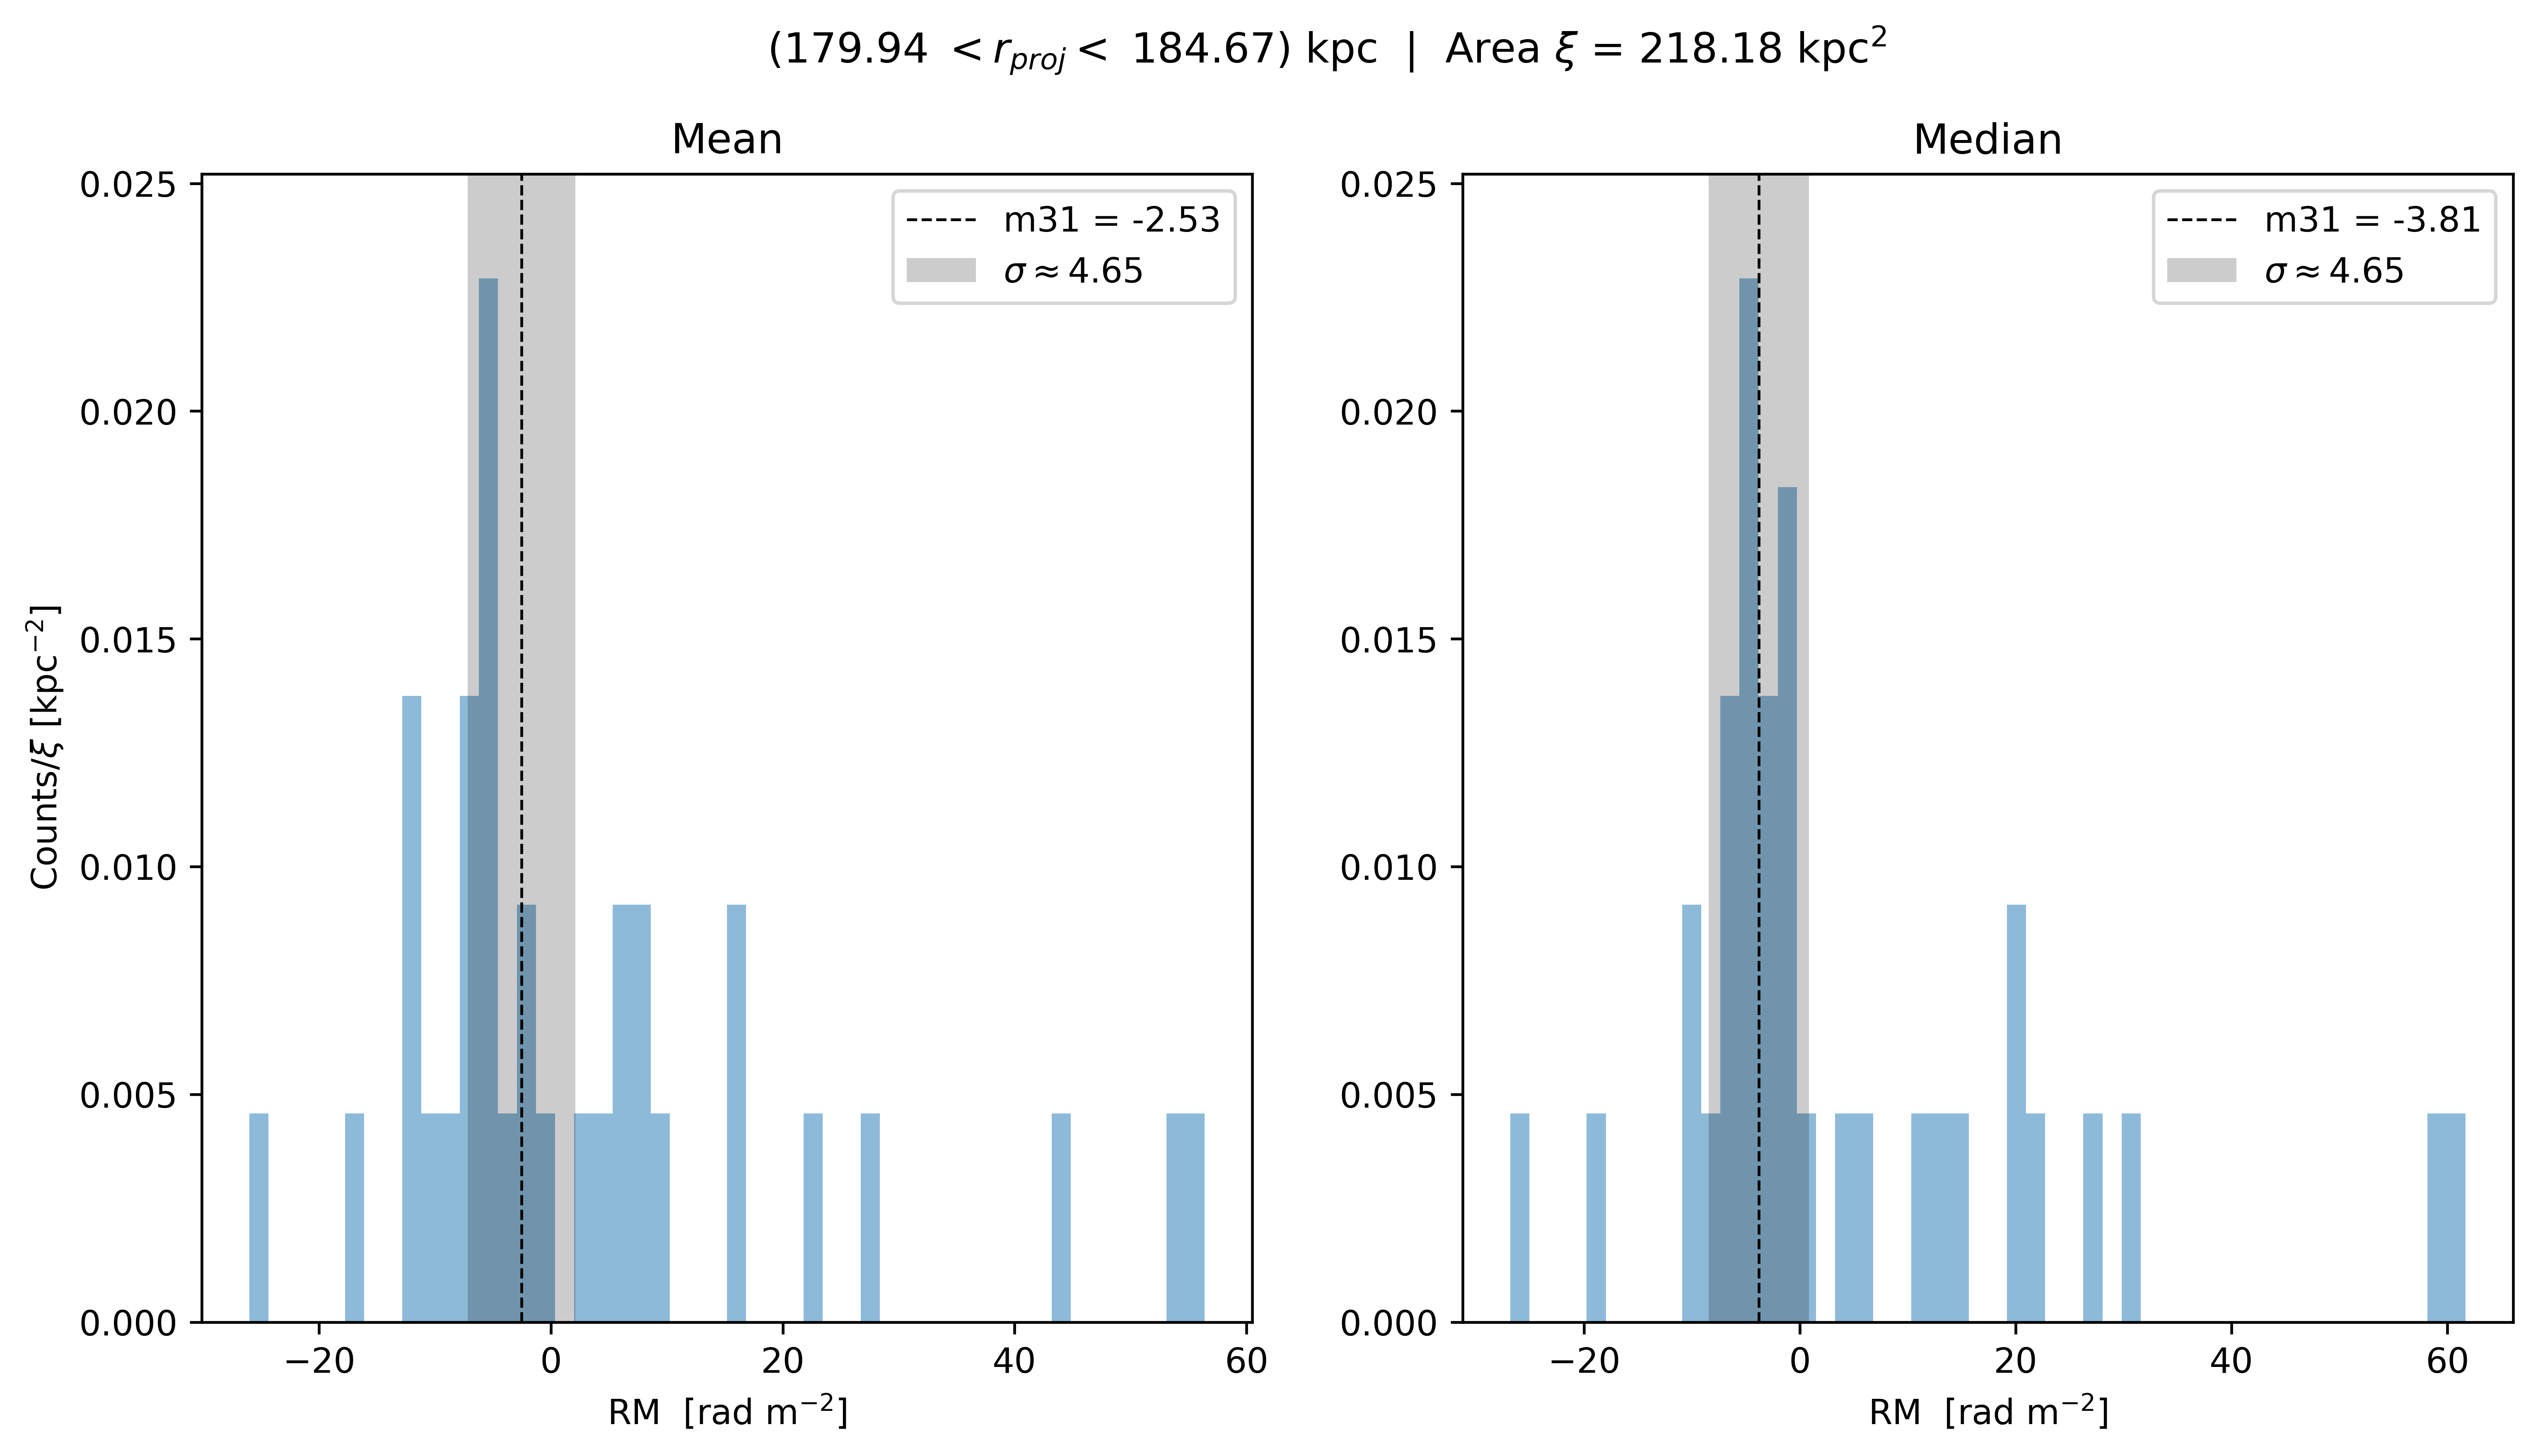 (179.94 < r_proj < 184.67) kpc | Area ξ = 218.18 kpc²
Mean
m31 = -2.53
σ ≈ 4.65
0.025
0.020
0.015
0.010
0.005
0.000
Counts/ξ [kpc⁻²]
−20 0 20 40 60
RM [rad m⁻²]
Median
m31 = -3.81
σ ≈ 4.65
0.025
0.020
0.015
0.010
0.005
0.000
−20 0 20 40 60
RM [rad m⁻²]